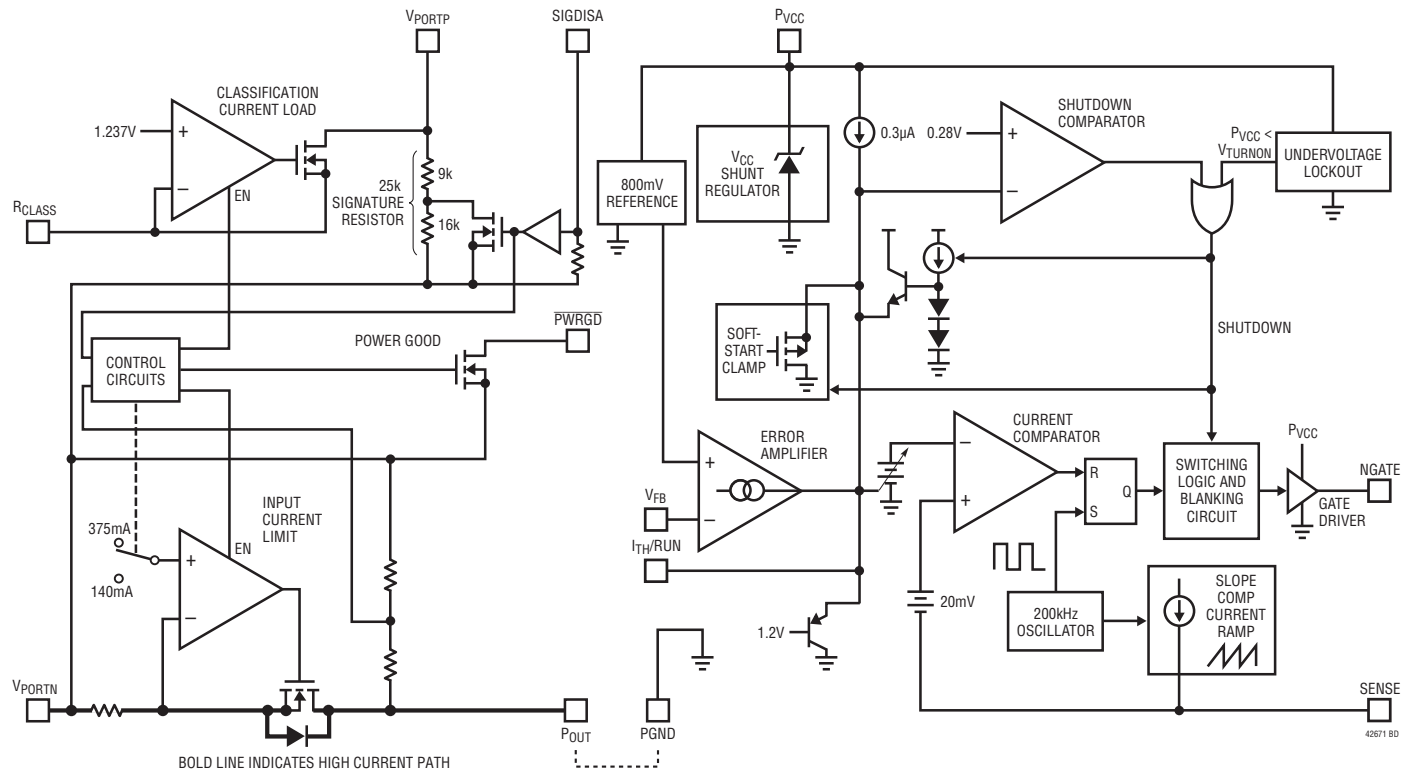 VPORTP
SIGDISA
PVCC
CLASSIFICATION
CURRENT LOAD
1.237V
+
−
EN
RCLASS
25k
SIGNATURE
RESISTOR
9k
16k
CONTROL
CIRCUITS
POWER GOOD
PWRGD
375mA
140mA
INPUT
CURRENT
LIMIT
EN
+
−
VPORTN
BOLD LINE INDICATES HIGH CURRENT PATH
POUT
PGND
800mV
REFERENCE
VCC
SHUNT
REGULATOR
0.3µA
0.28V
+
−
SHUTDOWN
COMPARATOR
PVCC <
VTURNON
UNDERVOLTAGE
LOCKOUT
SHUTDOWN
SOFT-
START
CLAMP
ERROR
AMPLIFIER
+
−
VFB
ITH/RUN
1.2V
CURRENT
COMPARATOR
−
+
20mV
R
S
Q
SWITCHING
LOGIC AND
BLANKING
CIRCUIT
PVCC
NGATE
GATE
DRIVER
200kHz
OSCILLATOR
SLOPE
COMP
CURRENT
RAMP
SENSE
42671 BD